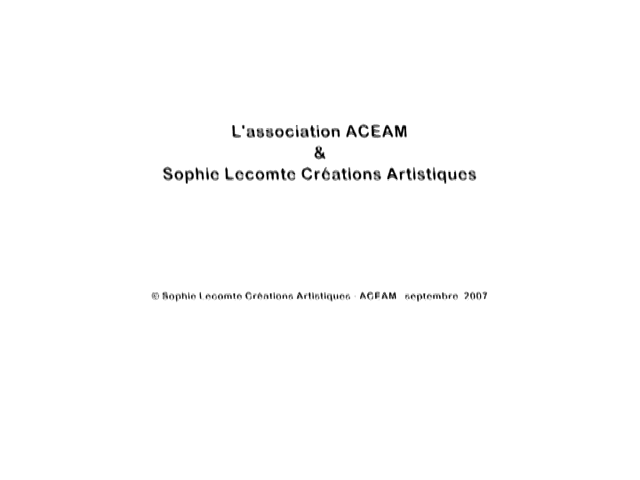 L'association ACEAM
&
Sophie Lecomte Créations Artistiques
© Sophie Lecomte Créations Artistiques - ACEAM septembre 2007